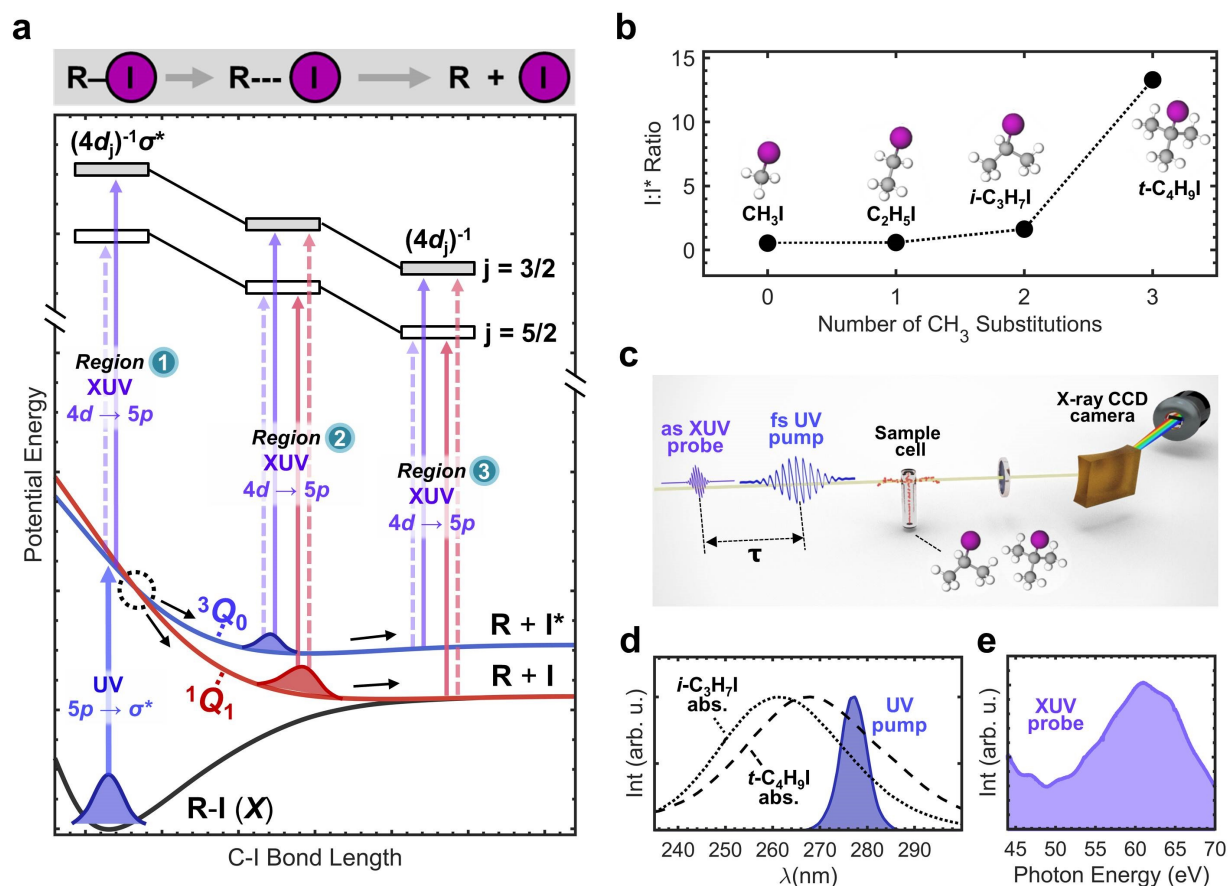 a
R–I
R--- I
R + I
(4dⱼ)⁻¹σ*
(4dⱼ)⁻¹
j = 3/2
j = 5/2
Region 1
XUV
4d → 5p
Region 2
XUV
4d → 5p
Region 3
XUV
4d → 5p
³Q₀
R + I*
¹Q₁
R + I
UV
5p → σ*
R-I (X)
Potential Energy
C-I Bond Length
b
15
10
5
0
I:I* Ratio
CH₃I
C₂H₅I
i-C₃H₇I
t-C₄H₉I
0 1 2 3
Number of CH₃ Substitutions
c
as XUV
probe
fs UV
pump
Sample
cell
X-ray CCD
camera
τ
d
i-C₃H₇I
abs.
UV
pump
t-C₄H₉I
abs.
Int (arb. u.)
240 250 260 270 280 290
λ(nm)
e
XUV
probe
Int (arb. u.)
45 50 55 60 65 70
Photon Energy (eV)